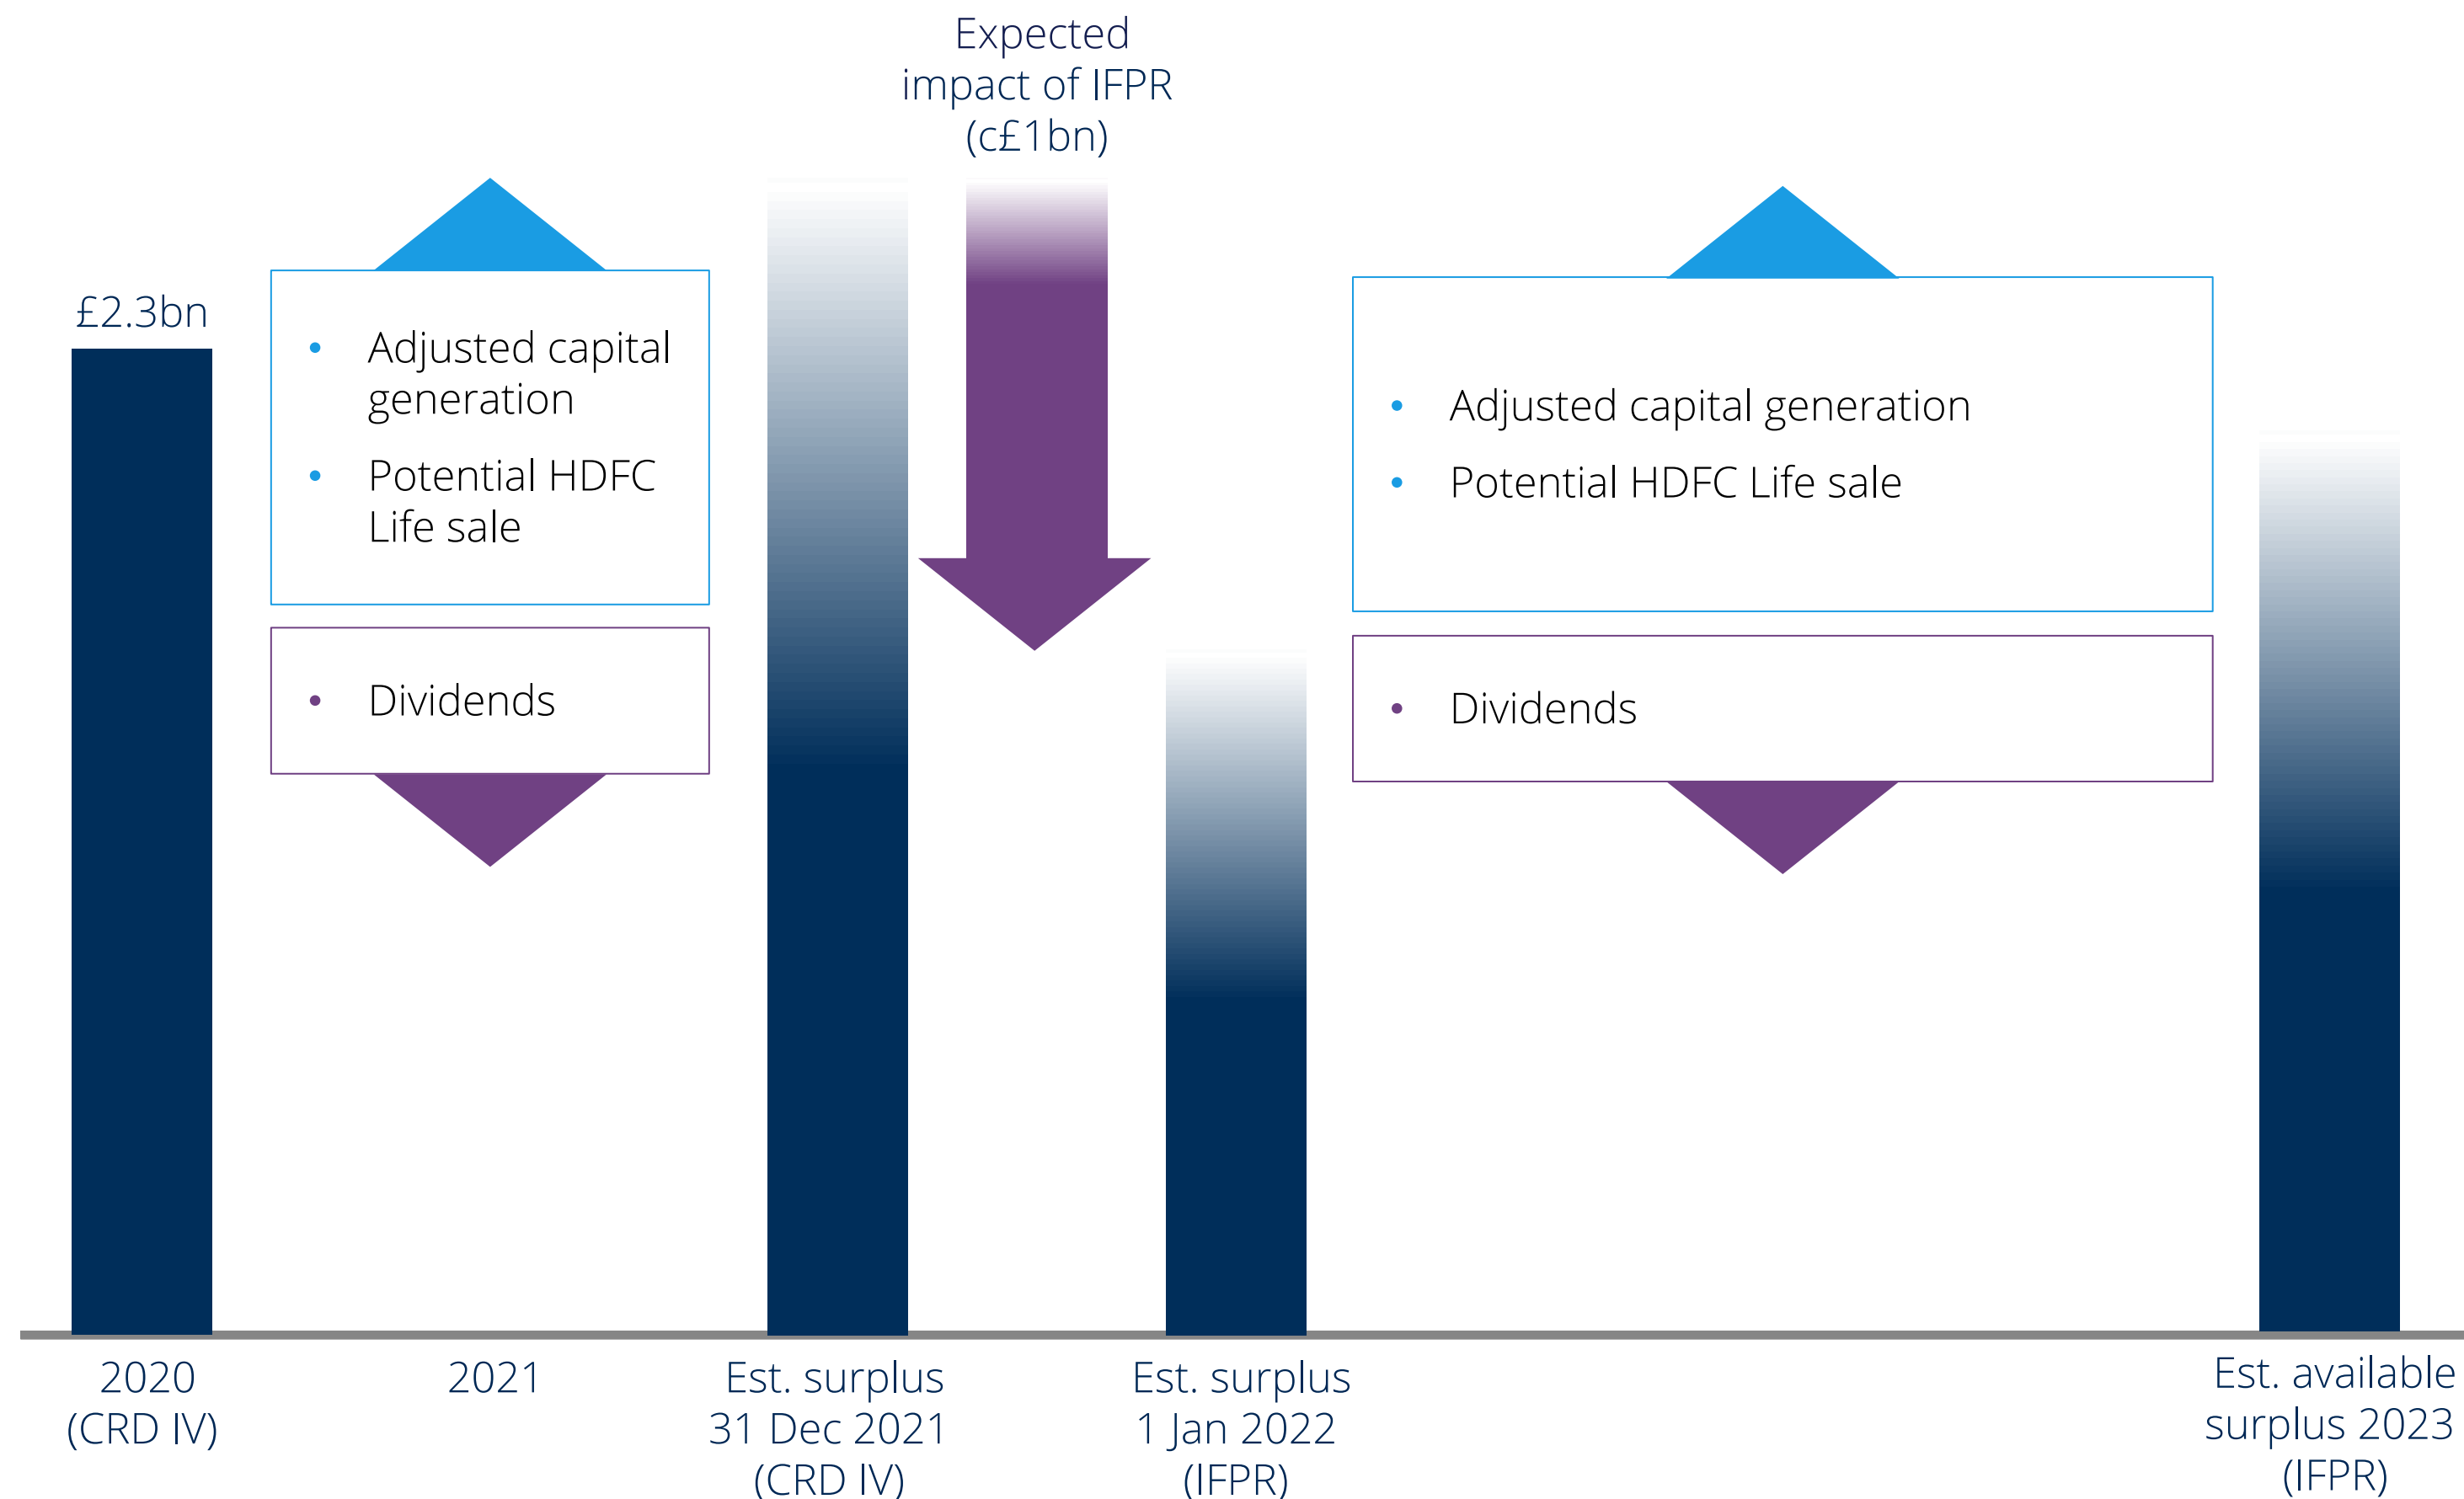 Expected
impact of IFPR
(c£1bn)
£2.3bn
• Adjusted capital
generation
• Potential HDFC
Life sale
• Dividends
• Adjusted capital generation
• Potential HDFC Life sale
• Dividends
2020
(CRD IV)
2021
Est. surplus
31 Dec 2021
(CRD IV)
Est. surplus
1 Jan 2022
(IFPR)
Est. available
surplus 2023
(IFPR)